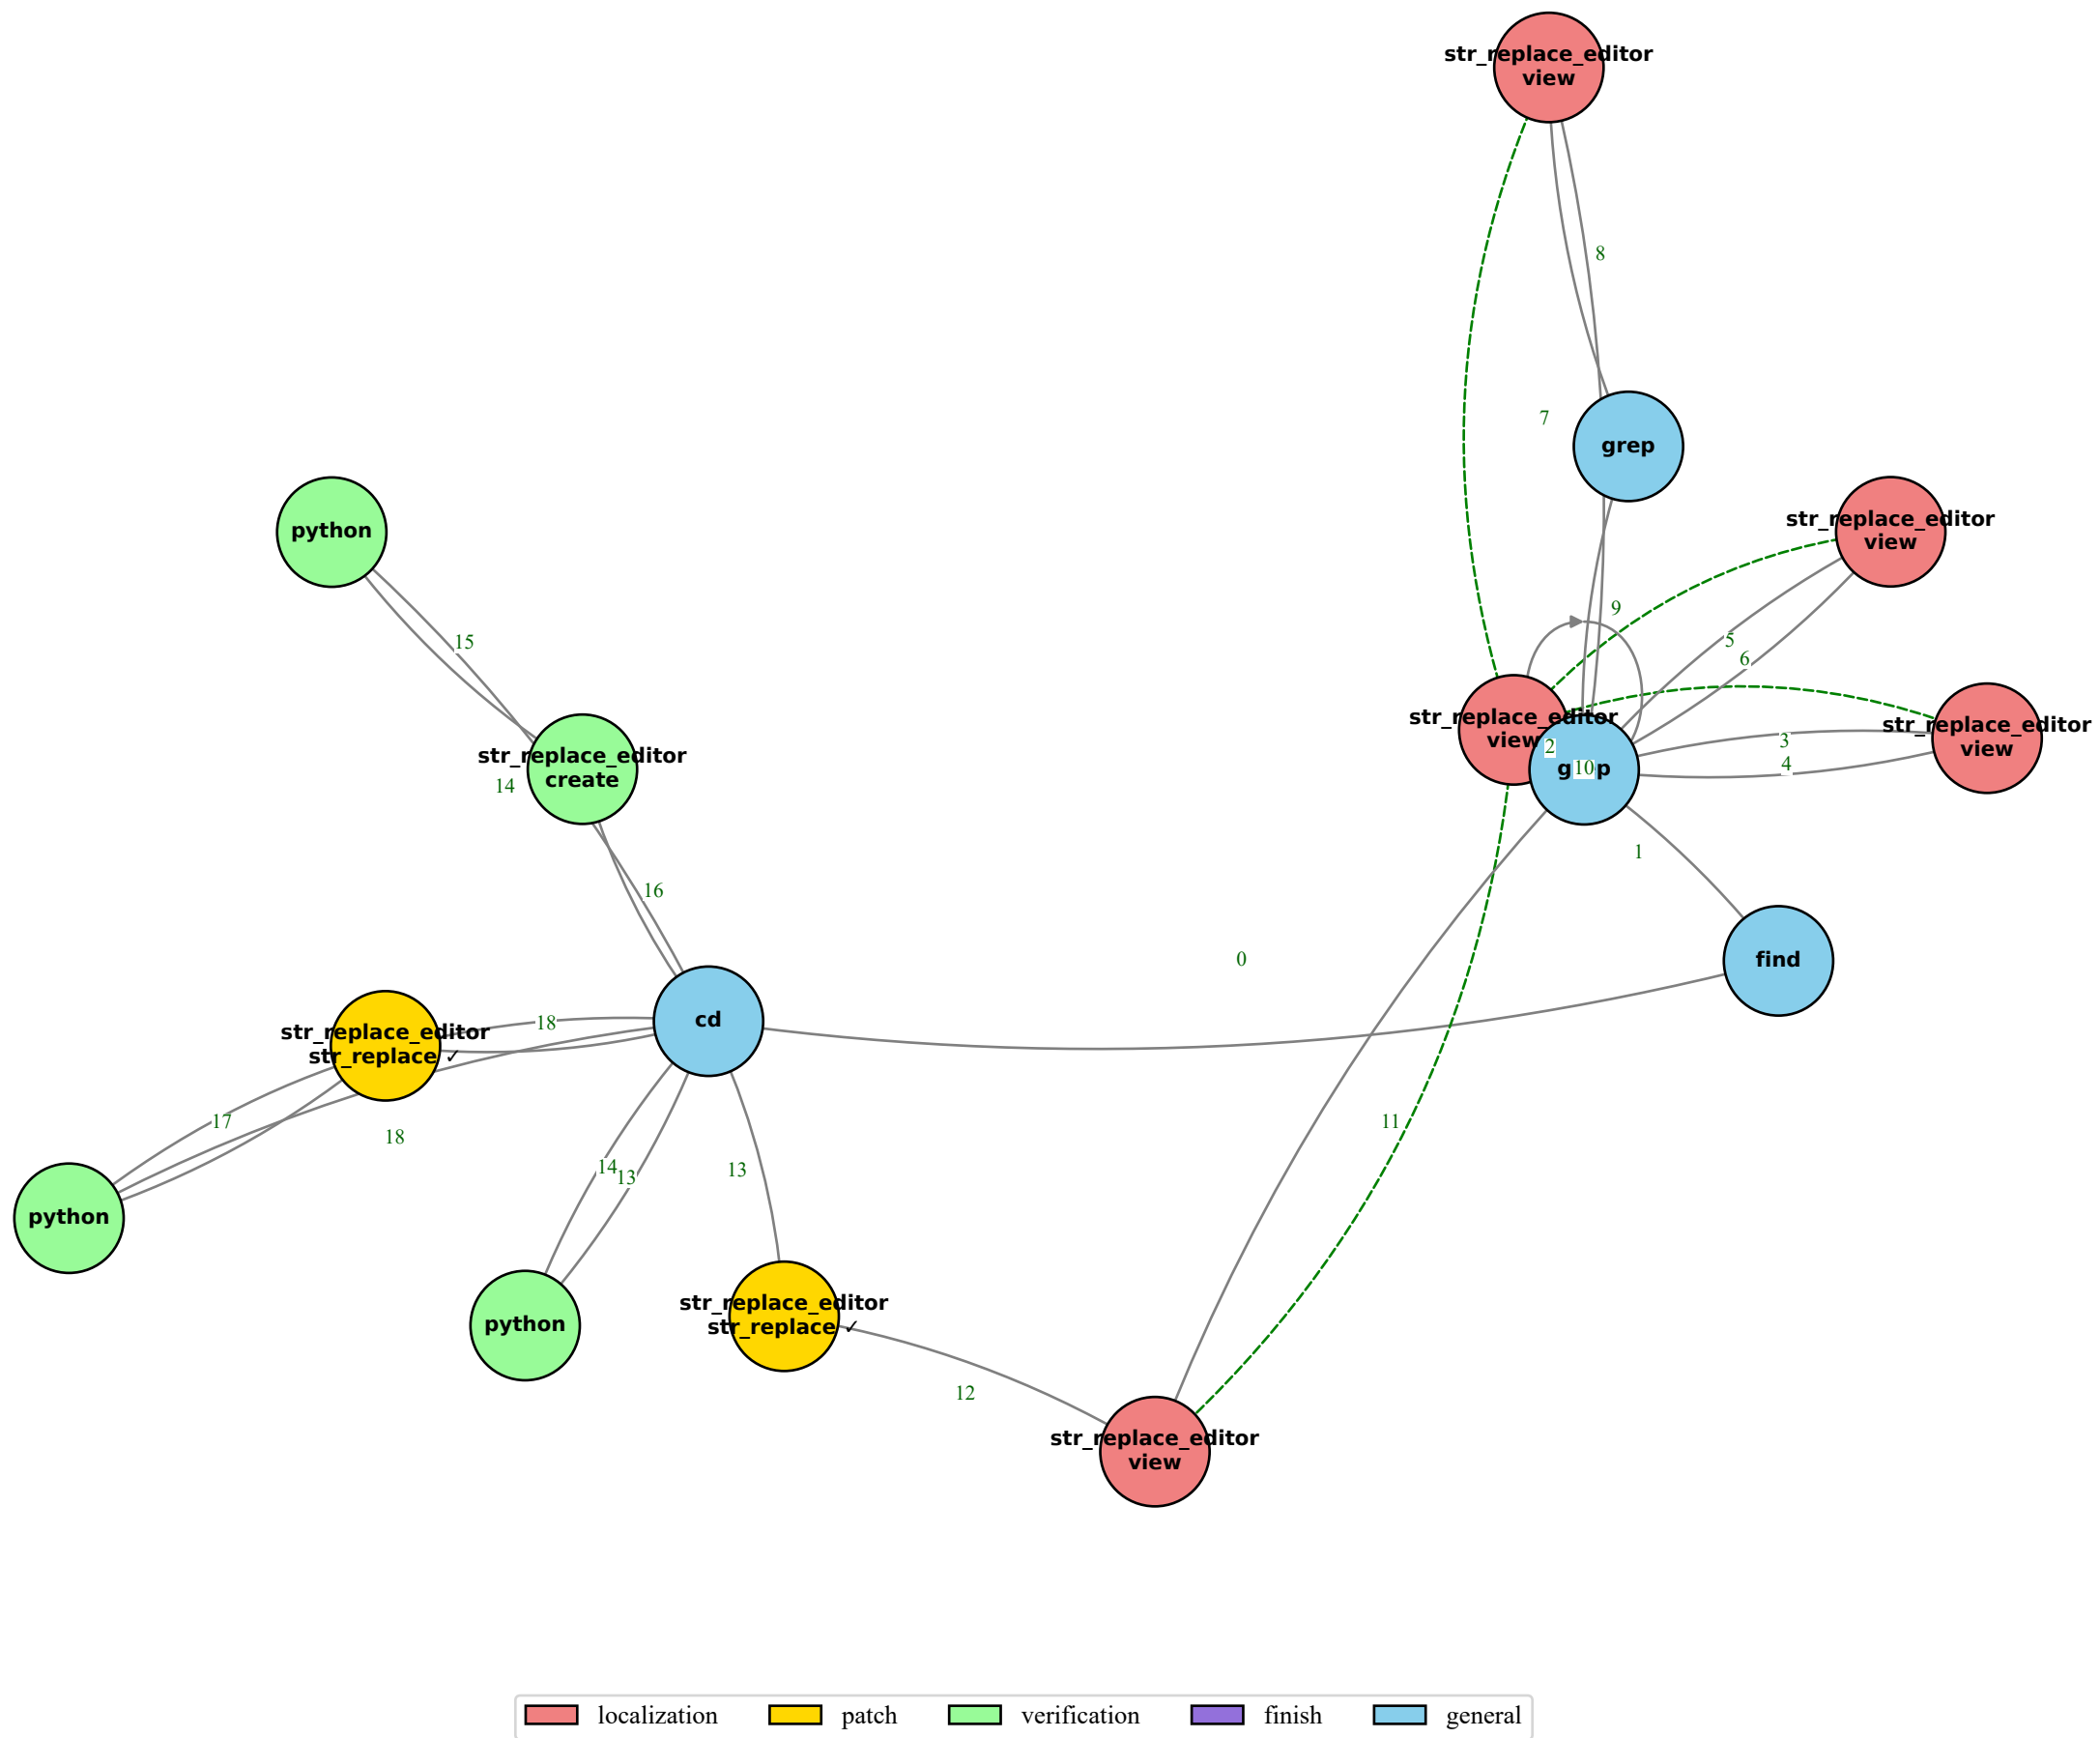 str_replace_editor
view
8
7
grep
python
str_replace_editor
view
9
15
5
6
str_replace_editor
view
str_replace_editor
view
2
3
4
10
grep
str_replace_editor
create
14
1
16
find
0
cd
18
str_replace_editor
str_replace ✓
17
18
11
14
13
13
python
python
str_replace_editor
str_replace ✓
12
str_replace_editor
view
localization patch verification finish general